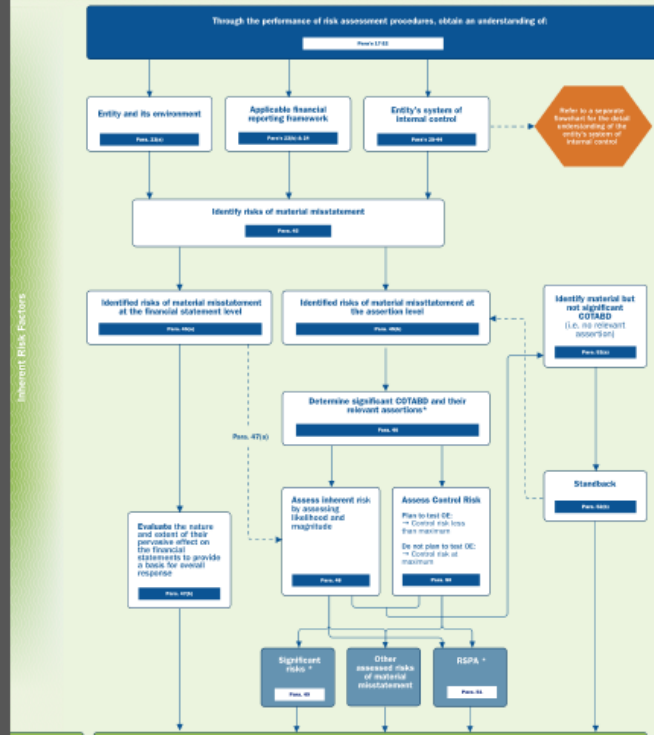 Through the performance of risk assessment procedures, obtain an understanding of:
Entity and its environment
Applicable financial
reporting framework
Entity's system of
internal control
Refer to a separate
flowchart for the detail
understanding of the
entity's system of
internal control
Identify risks of material misstatement
Inherent Risk Factors
Identified risks of material misstatement
at the financial statement level
Identified risks of material missttatement at
the assertion level
Identify material but
not significant
COTABD
(i.e. no relevant
assertion)
Determine significant COTABD and their
relevant assertions*
Para. 47(a)
Standback
Assess inherent risk
by assessing
likelihood and
magnitude
Assess Control Risk
Plan to test OE:
→ Control risk less
than maximum
Do not plan to test OE:
→ Control risk at
maximum
Evaluate the nature
and extent of their
pervasive effect on
the financial
statements to provide
a basis for overall
response
Para. 47(b)
Significant
risks *
Other
assessed risks
of material
misstatement
RSPA *